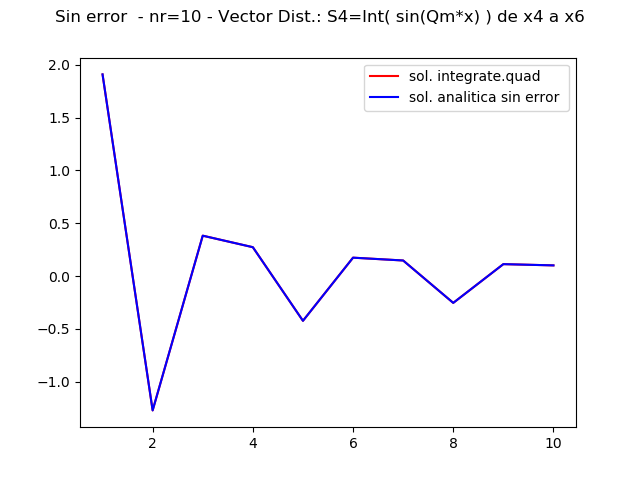 Sin error  - nr=10 - Vector Dist.: S4=Int( sin(Qm*x) ) de x4 a x6
sol. integrate.quad
sol. analitica sin error
2.0
1.5
1.0
0.5
0.0
−0.5
−1.0
2 4 6 8 10